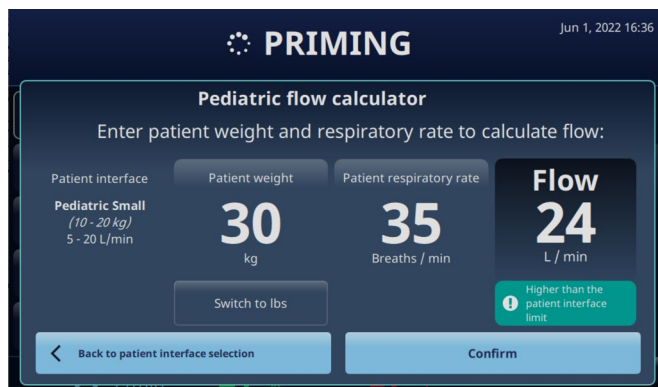 PRIMING
Jun 1, 2022 16:36
Pediatric flow calculator
Enter patient weight and respiratory rate to calculate flow:
Patient interface
Pediatric Small
(10 - 20 kg)
5 - 20 L/min
Patient weight
30
kg
Switch to lbs
Patient respiratory rate
35
Breaths / min
Flow
24
L / min
Higher than the
patient interface
limit
Back to patient interface selection
Confirm